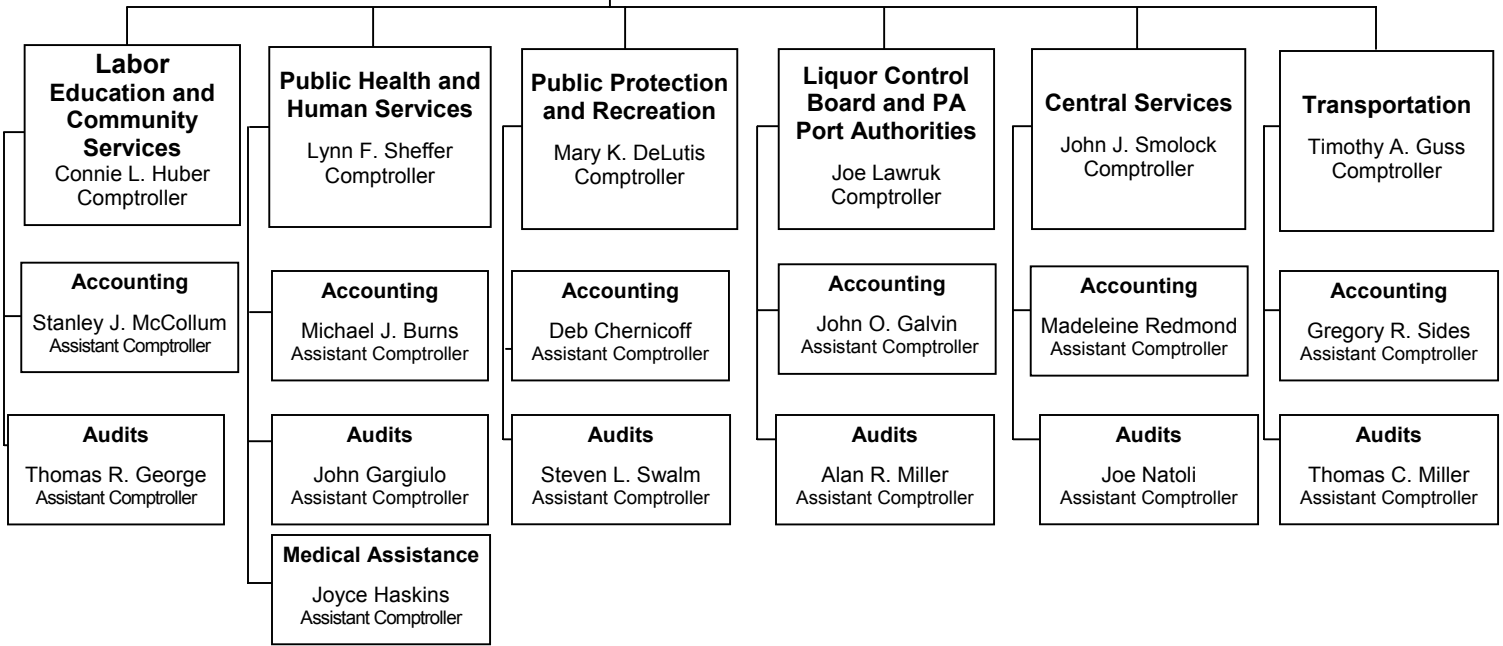 Labor
Education and
Community
Services
Connie L. Huber
Comptroller
Accounting
Stanley J. McCollum
Assistant Comptroller
Audits
Thomas R. George
Assistant Comptroller
Public Health and
Human Services
Lynn F. Sheffer
Comptroller
Accounting
Michael J. Burns
Assistant Comptroller
Audits
John Gargiulo
Assistant Comptroller
Medical Assistance
Joyce Haskins
Assistant Comptroller
Public Protection
and Recreation
Mary K. DeLutis
Comptroller
Accounting
Deb Chernicoff
Assistant Comptroller
Audits
Steven L. Swalm
Assistant Comptroller
Liquor Control
Board and PA
Port Authorities
Joe Lawruk
Comptroller
Accounting
John O. Galvin
Assistant Comptroller
Audits
Alan R. Miller
Assistant Comptroller
Central Services
John J. Smolock
Comptroller
Accounting
Madeleine Redmond
Assistant Comptroller
Audits
Joe Natoli
Assistant Comptroller
Transportation
Timothy A. Guss
Comptroller
Accounting
Gregory R. Sides
Assistant Comptroller
Audits
Thomas C. Miller
Assistant Comptroller